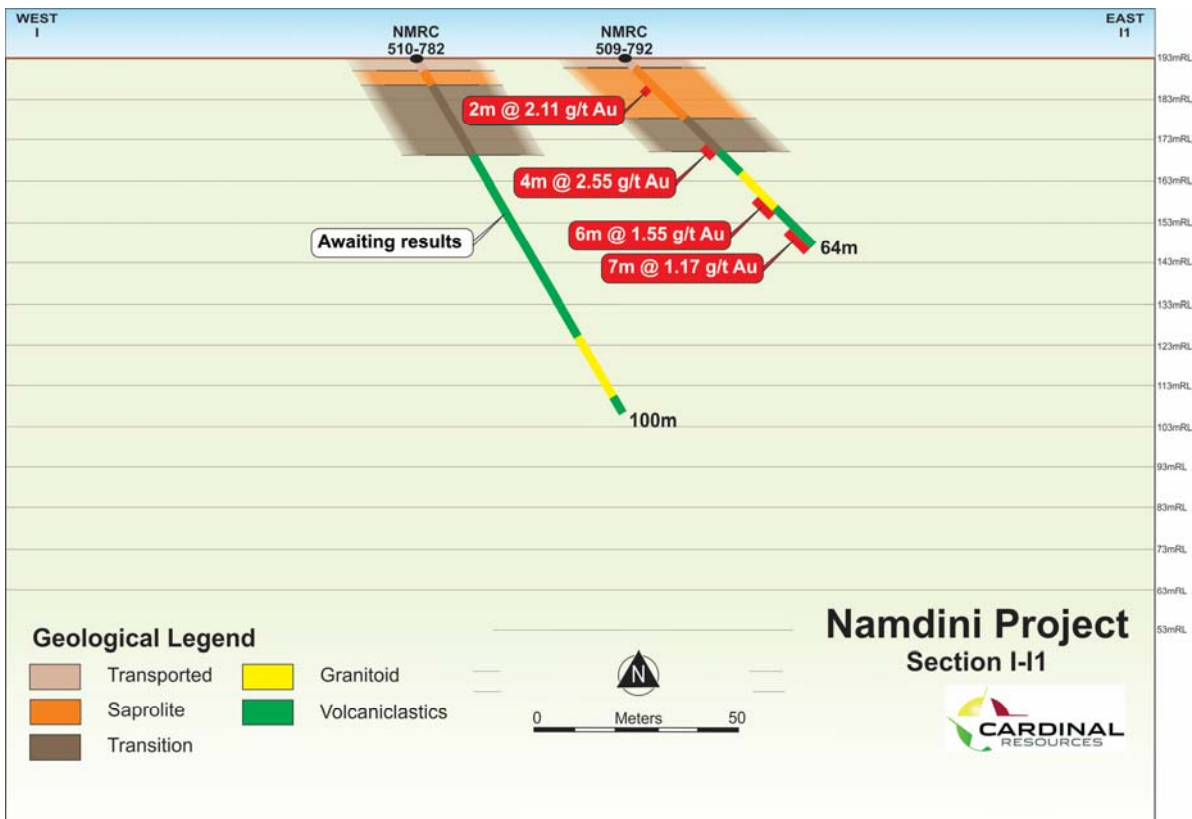 WEST
I
EAST
I1
NMRC
510-782
NMRC
509-792
193mRL
2m @ 2.11 g/t Au
183mRL
173mRL
4m @ 2.55 g/t Au
163mRL
153mRL
6m @ 1.55 g/t Au
Awaiting results
64m
7m @ 1.17 g/t Au
143mRL
133mRL
123mRL
113mRL
100m
103mRL
93mRL
83mRL
73mRL
63mRL
53mRL
Geological Legend
Transported
Saprolite
Transition
Granitoid
Volcaniclastics
N
0 Meters 50
Namdini Project
Section I-I1
CARDINAL
RESOURCES